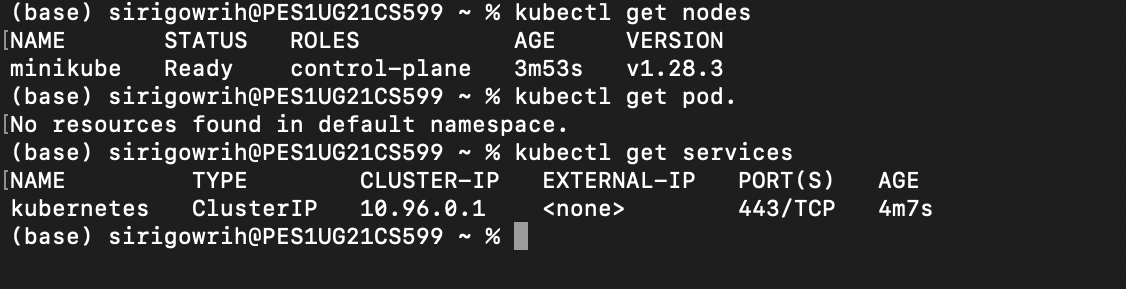 (base) sirigowrih@PES1UG21CS599 ~ % kubectl get nodes
[NAME       STATUS   ROLES           AGE     VERSION
minikube   Ready    control-plane   3m53s   v1.28.3
(base) sirigowrih@PES1UG21CS599 ~ % kubectl get pod.
[No resources found in default namespace.
(base) sirigowrih@PES1UG21CS599 ~ % kubectl get services
[NAME         TYPE        CLUSTER-IP   EXTERNAL-IP   PORT(S)   AGE
kubernetes   ClusterIP   10.96.0.1    <none>        443/TCP   4m7s
(base) sirigowrih@PES1UG21CS599 ~ %